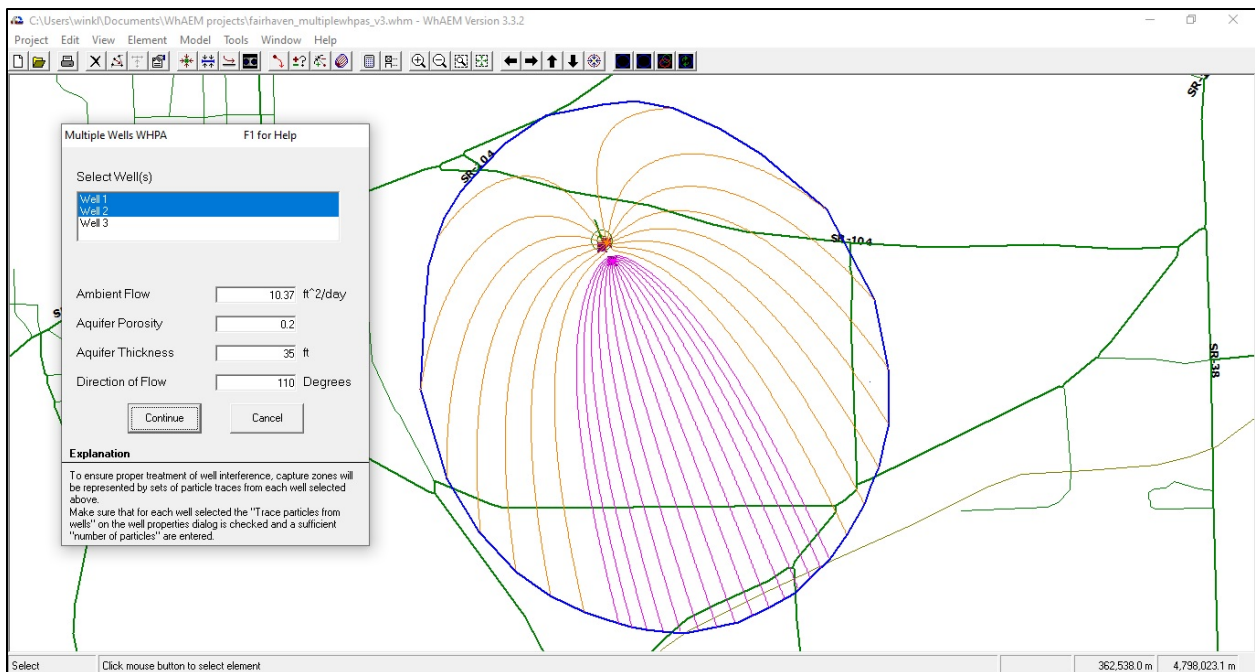 C:\Users\winkl\Documents\WhAEM projects\fairhaven_multiplewhpas_v3.whm - WhAEM Version 3.3.2
Project Edit View Element Model Tools Window Help
SR-104
SR-104
SR-38
Multiple Wells WHPA F1 for Help
Select Well(s)
Well 1
Well 2
Well 3
Ambient Flow 10.37 ft^2/day
Aquifer Porosity 0.2
Aquifer Thickness 35 ft
Direction of Flow 110 Degrees
Continue Cancel
Explanation
To ensure proper treatment of well interference, capture zones will
be represented by sets of particle traces from each well selected
above.
Make sure that for each well selected the "Trace particles from
wells" on the well properties dialog is checked and a sufficient
"number of particles" are entered.
Select Click mouse button to select element 362,538.0 m 4,798,023.1 m